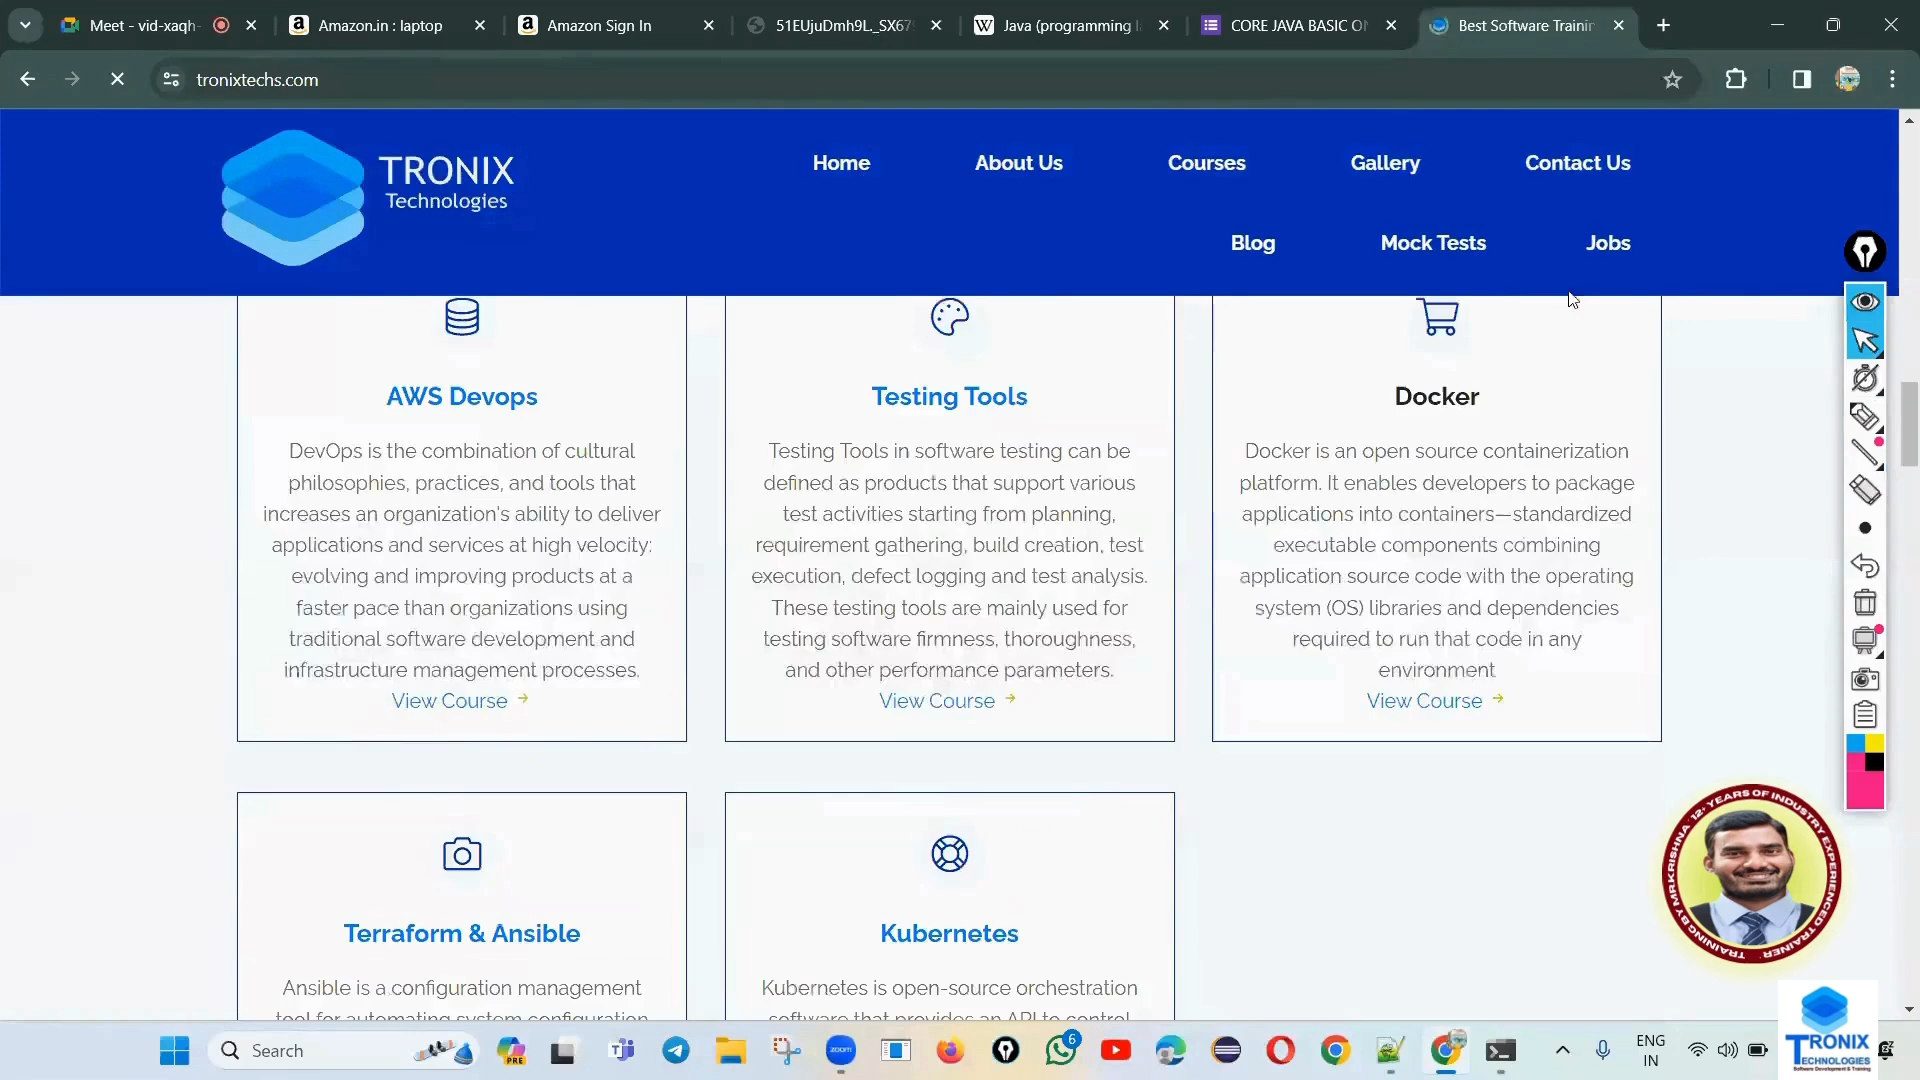 Meet - vid-xaqh-
Amazon.in : laptop
Amazon Sign In
51EUjuDmh9L._SX67
Java (programming l
CORE JAVA BASIC O
Best Software Trainin
tronixtechs.com
TRONIX
Technologies
Home
About Us
Courses
Gallery
Contact Us
Blog
Mock Tests
Jobs
AWS Devops
DevOps is the combination of cultural
philosophies, practices, and tools that
increases an organization's ability to deliver
applications and services at high velocity:
evolving and improving products at a
faster pace than organizations using
traditional software development and
infrastructure management processes.
View Course
Testing Tools
Testing Tools in software testing can be
defined as products that support various
test activities starting from planning,
requirement gathering, build creation, test
execution, defect logging and test analysis.
These testing tools are mainly used for
testing software firmness, thoroughness,
and other performance parameters.
View Course
Docker
Docker is an open source containerization
platform. It enables developers to package
applications into containers—standardized
executable components combining
application source code with the operating
system (OS) libraries and dependencies
required to run that code in any
environment
View Course
Terraform & Ansible
Ansible is a configuration management
tool for automating system configuration
Kubernetes
Kubernetes is open-source orchestration
software that provides an API to control
TRAINING BY MR.KRISHNA 12+ YEARS OF INDUSTRY EXPERIENCED TRAINER
TRONIX
TECHNOLOGIES
Software Development & Training
Search
PRE
zoom
6
ENG
IN